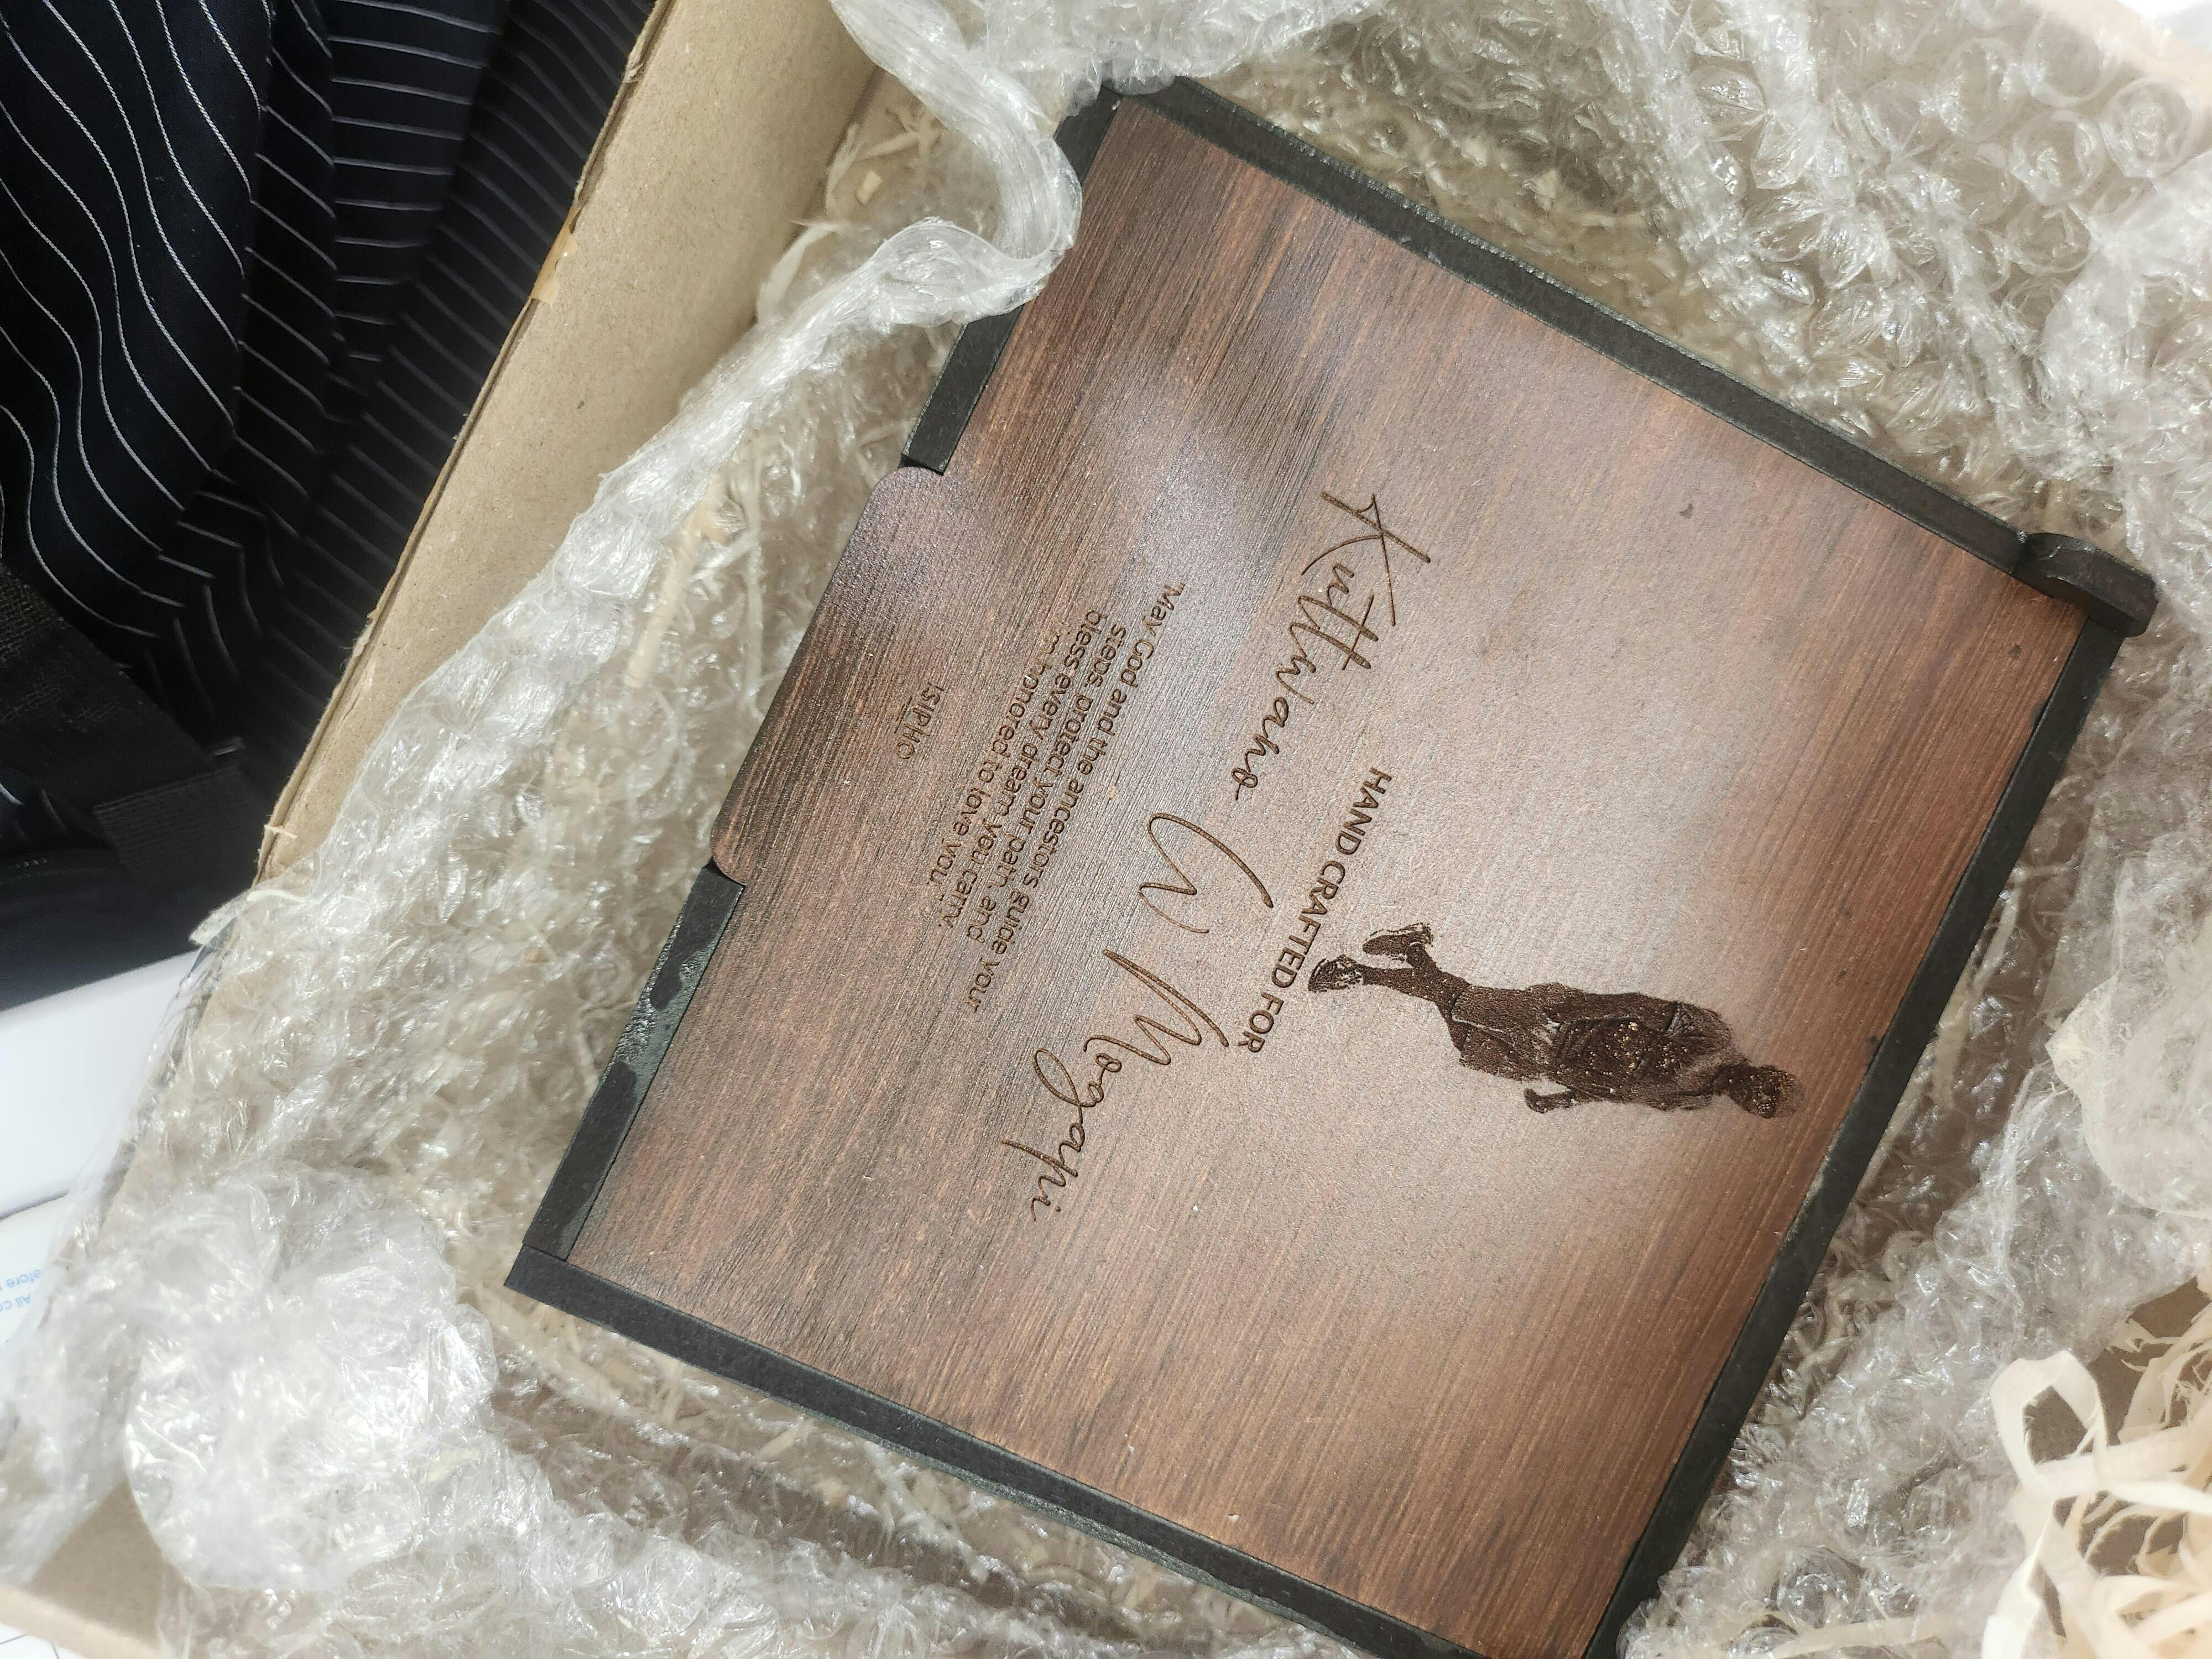 HAND CRAFTED FOR
Katlwaho W Mogapi
"May God and the ancestors guide your
steps, protect your path, and
bless every dream you carry.
I'm honored to love you.
ISIPHO